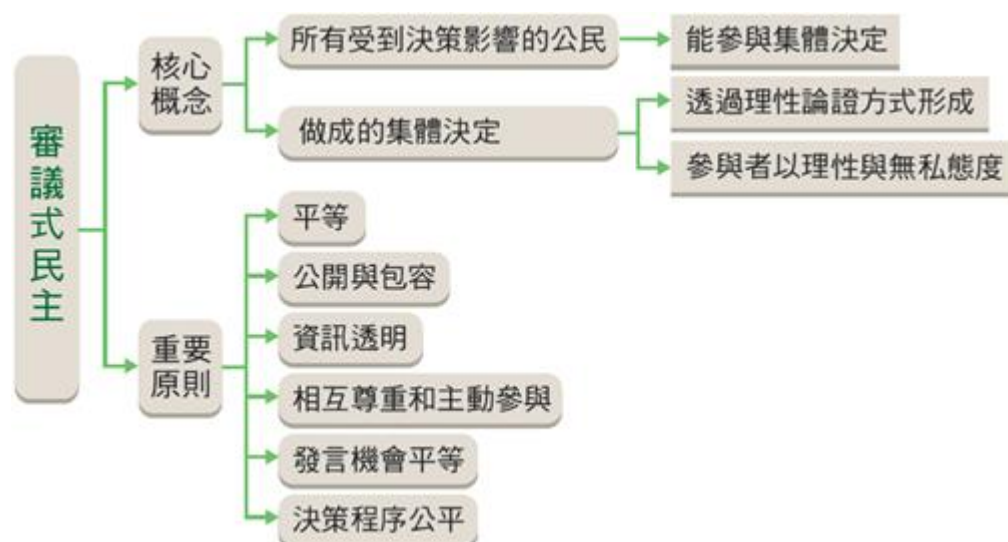 審議式民主
核心
概念
所有受到決策影響的公民
能參與集體決定
做成的集體決定
透過理性論證方式形成
參與者以理性與無私態度
重要
原則
平等
公開與包容
資訊透明
相互尊重和主動參與
發言機會平等
決策程序公平